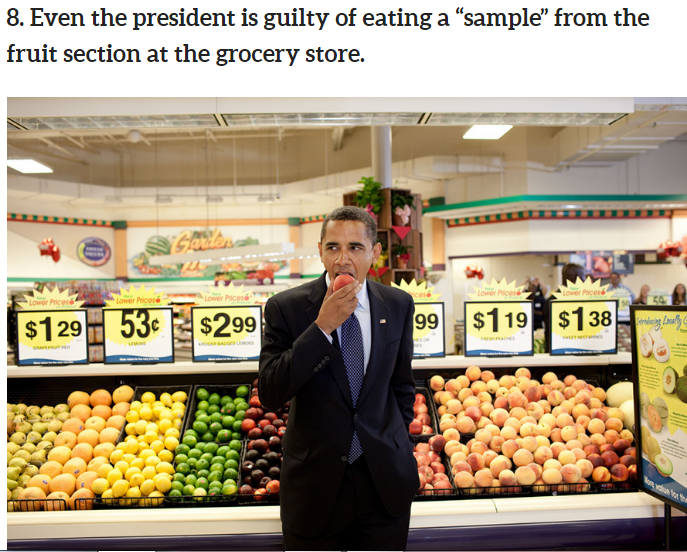 8. Even the president is guilty of eating a “sample” from the
fruit section at the grocery store.
Garden
Lower Prices
Lower Prices
Lower Prices
Lower Prices
Lower Prices
$1 29
53¢
$2 99
99
$1 19
$1 38
GRAPEFRUIT RED
LEMONS
KROGER BAGGED LEMONS
FRESH PEACHES
SWEET NECTARINES
Introducing Locally G
More value for the